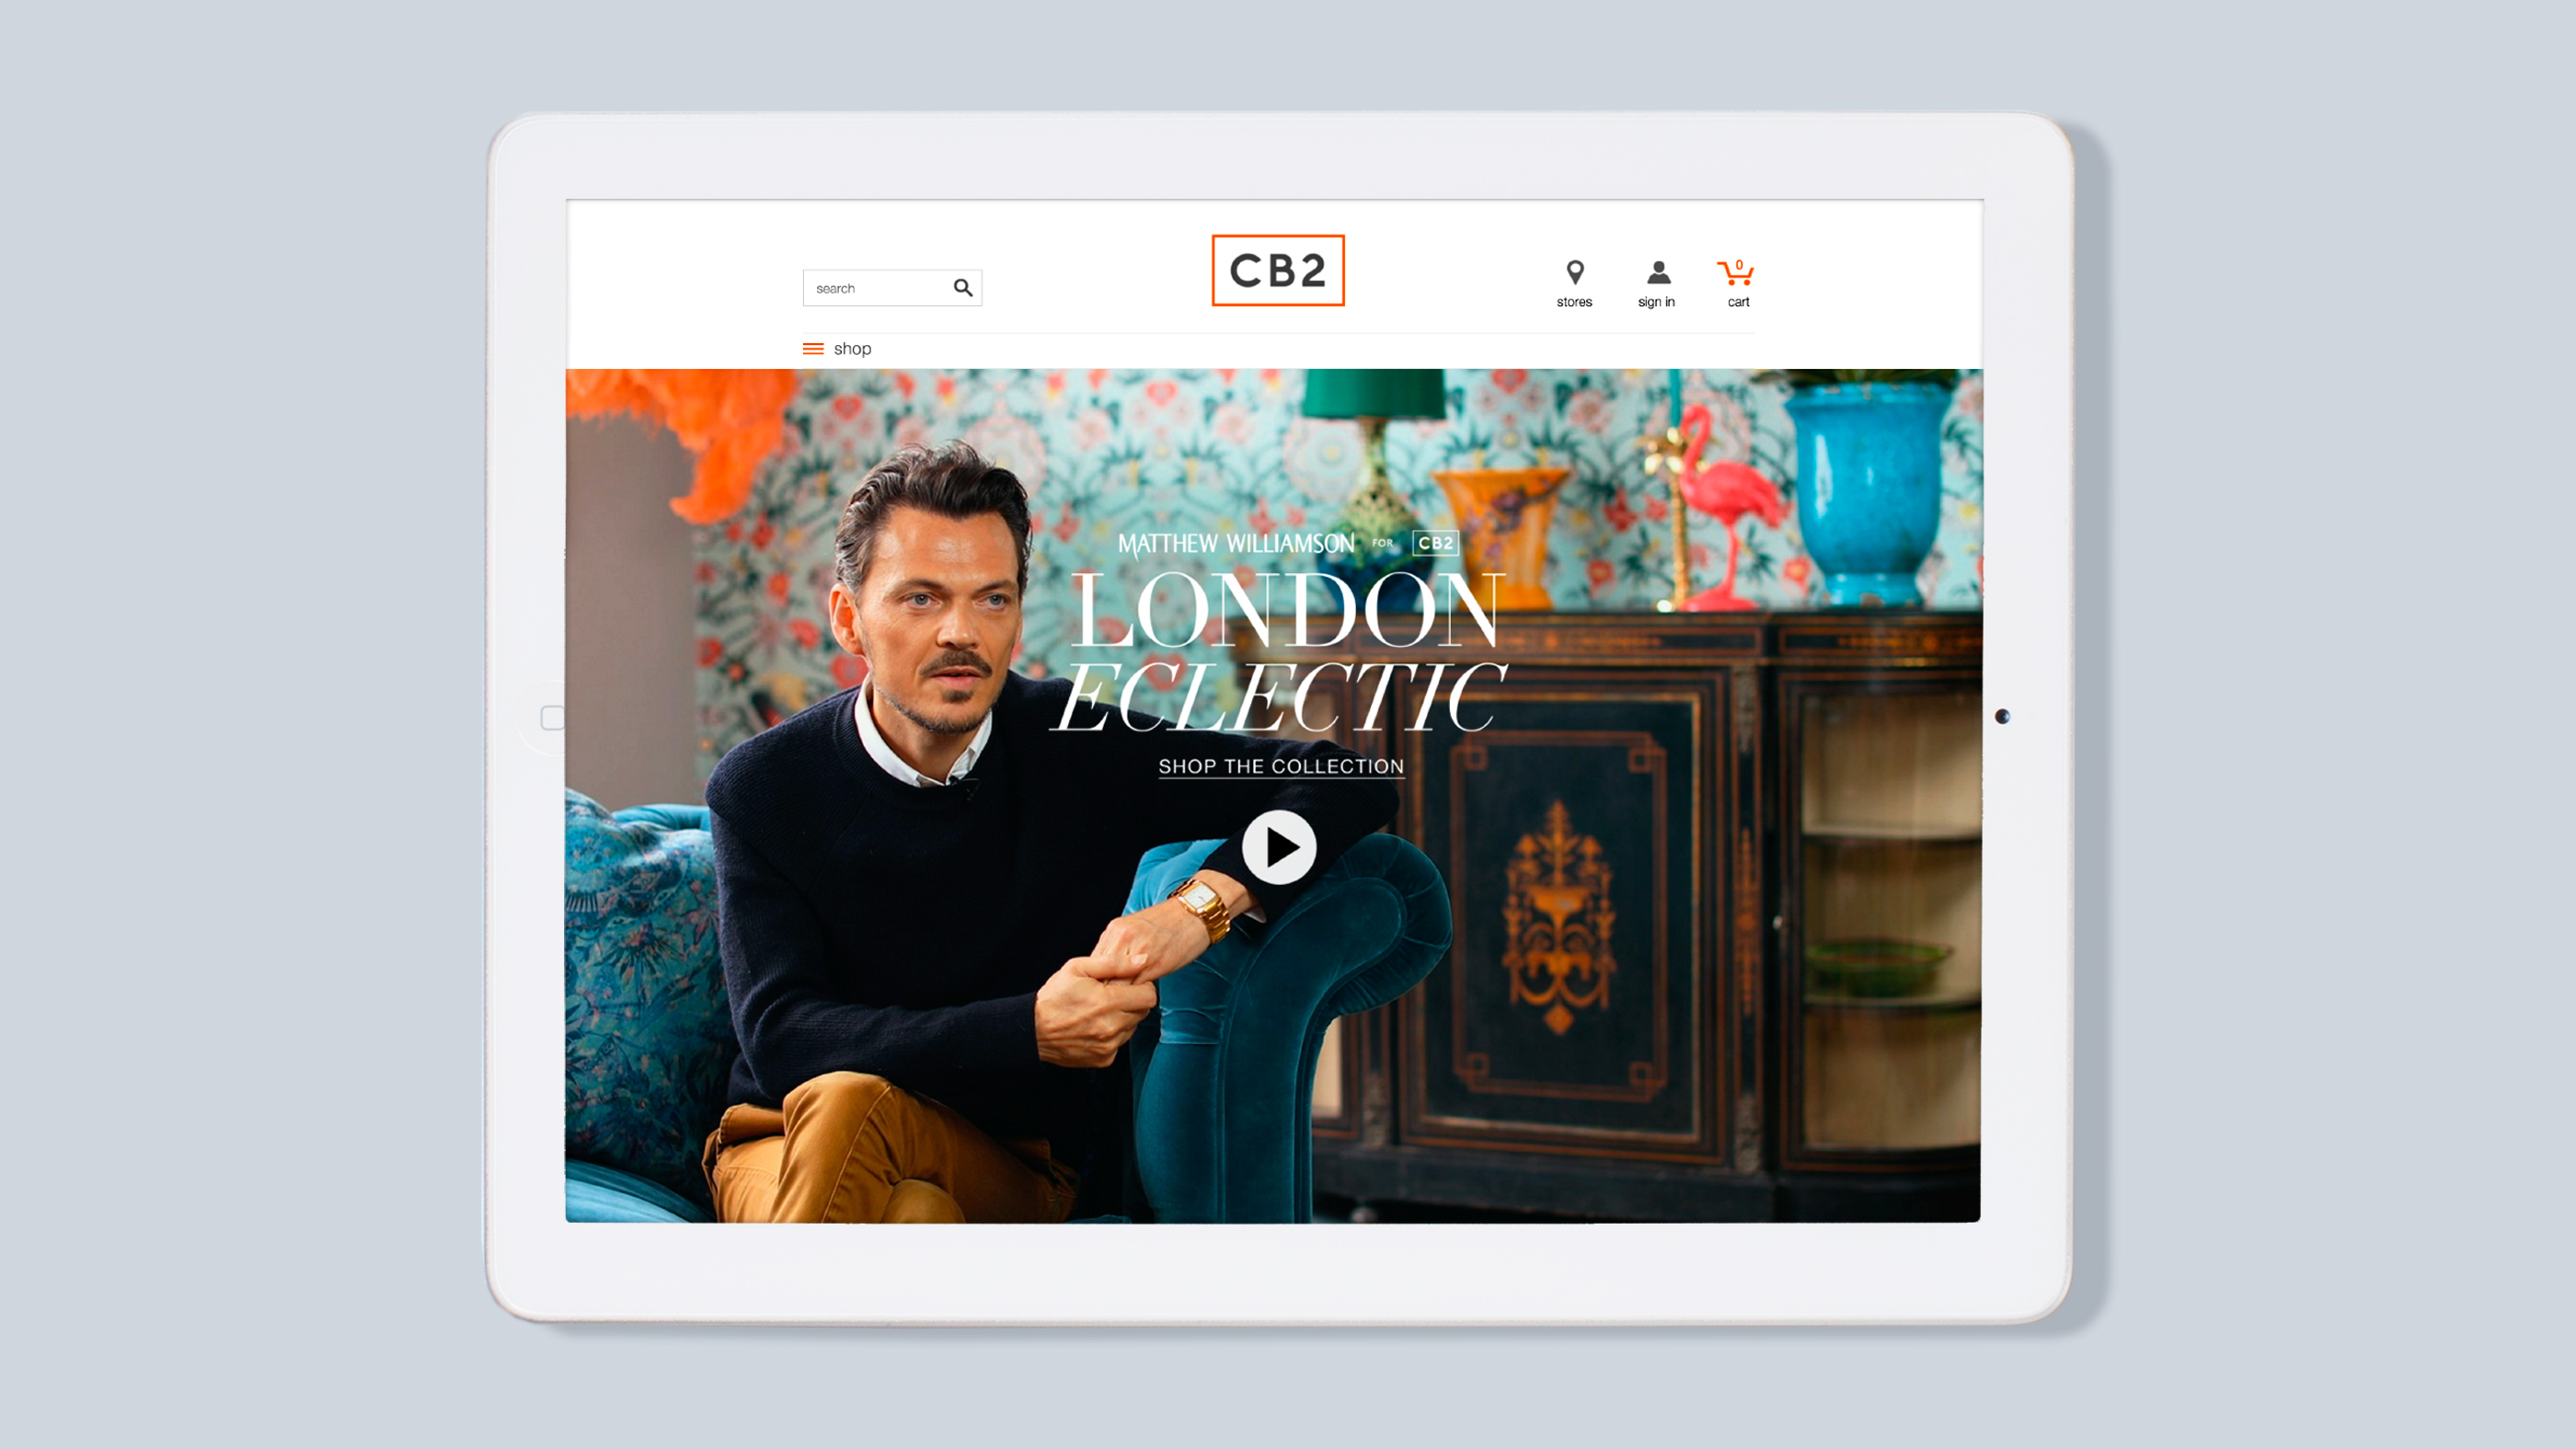 CB2
search
stores
sign in
0
cart
shop
MATTHEW WILLIAMSON FOR CB2
LONDON
ECLECTIC
SHOP THE COLLECTION